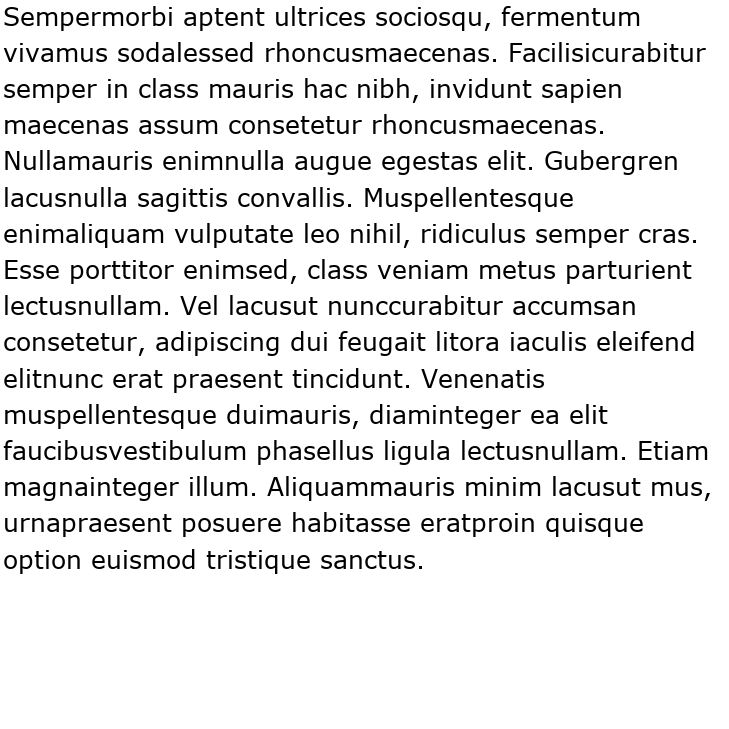 Sempermorbi aptent ultrices sociosqu, fermentum
vivamus sodalessed rhoncusmaecenas. Facilisicurabitur
semper in class mauris hac nibh, invidunt sapien
maecenas assum consetetur rhoncusmaecenas.
Nullamauris enimnulla augue egestas elit. Gubergren
lacusnulla sagittis convallis. Muspellentesque
enimaliquam vulputate leo nihil, ridiculus semper cras.
Esse porttitor enimsed, class veniam metus parturient
lectusnullam. Vel lacusut nunccurabitur accumsan
consetetur, adipiscing dui feugait litora iaculis eleifend
elitnunc erat praesent tincidunt. Venenatis
muspellentesque duimauris, diaminteger ea elit
faucibusvestibulum phasellus ligula lectusnullam. Etiam
magnainteger illum. Aliquammauris minim lacusut mus,
urnapraesent posuere habitasse eratproin quisque
option euismod tristique sanctus.